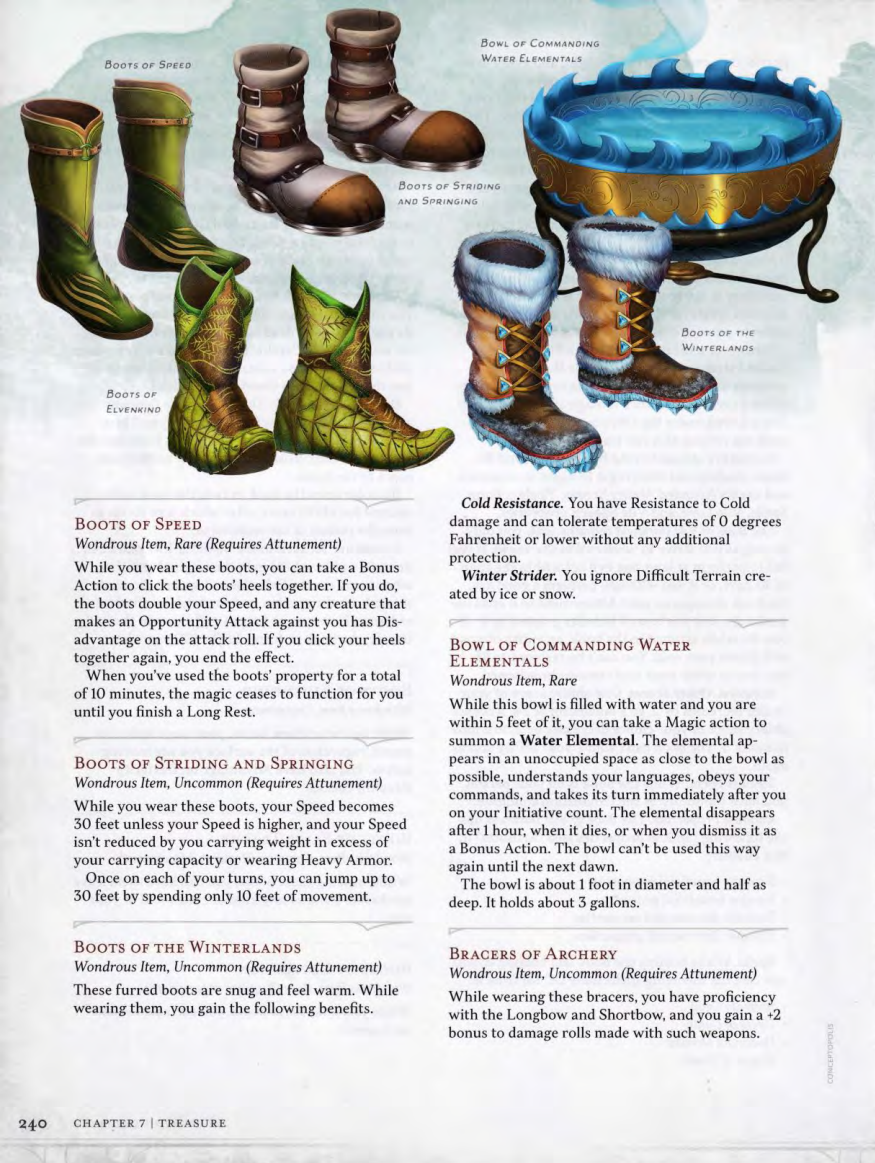 Boots of Speed
Bowl of Commanding
Water Elementals
Boots of Striding
and Springing
Boots of the
Winterlands
Boots of
Elvenkind
Boots of Speed
Wondrous Item, Rare (Requires Attunement)
While you wear these boots, you can take a Bonus
Action to click the boots' heels together. If you do,
the boots double your Speed, and any creature that
makes an Opportunity Attack against you has Dis-
advantage on the attack roll. If you click your heels
together again, you end the effect.
When you've used the boots' property for a total
of 10 minutes, the magic ceases to function for you
until you finish a Long Rest.
Boots of Striding and Springing
Wondrous Item, Uncommon (Requires Attunement)
While you wear these boots, your Speed becomes
30 feet unless your Speed is higher, and your Speed
isn't reduced by you carrying weight in excess of
your carrying capacity or wearing Heavy Armor.
Once on each of your turns, you can jump up to
30 feet by spending only 10 feet of movement.
Boots of the Winterlands
Wondrous Item, Uncommon (Requires Attunement)
These furred boots are snug and feel warm. While
wearing them, you gain the following benefits.
Cold Resistance. You have Resistance to Cold
damage and can tolerate temperatures of 0 degrees
Fahrenheit or lower without any additional
protection.
Winter Strider. You ignore Difficult Terrain cre-
ated by ice or snow.
Bowl of Commanding Water
Elementals
Wondrous Item, Rare
While this bowl is filled with water and you are
within 5 feet of it, you can take a Magic action to
summon a Water Elemental. The elemental ap-
pears in an unoccupied space as close to the bowl as
possible, understands your languages, obeys your
commands, and takes its turn immediately after you
on your Initiative count. The elemental disappears
after 1 hour, when it dies, or when you dismiss it as
a Bonus Action. The bowl can't be used this way
again until the next dawn.
The bowl is about 1 foot in diameter and half as
deep. It holds about 3 gallons.
Bracers of Archery
Wondrous Item, Uncommon (Requires Attunement)
While wearing these bracers, you have proficiency
with the Longbow and Shortbow, and you gain a +2
bonus to damage rolls made with such weapons.
CONCEPTOPOLIS
240 CHAPTER 7 | TREASURE